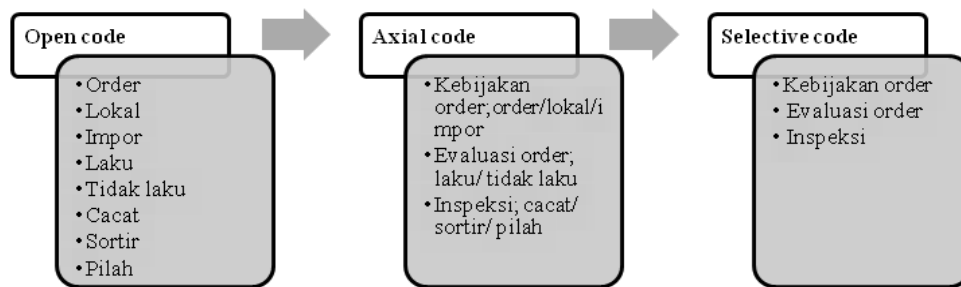 Open code
• Order
• Lokal
• Impor
• Laku
• Tidak laku
• Cacat
• Sortir
• Pilah
Axial code
• Kebijakan
order;order/lokal/i
mpor
• Evaluasi order;
laku/ tidak laku
• Inspeksi; cacat/
sortir/ pilah
Selective code
• Kebijakan order
• Evaluasi order
• Inspeksi